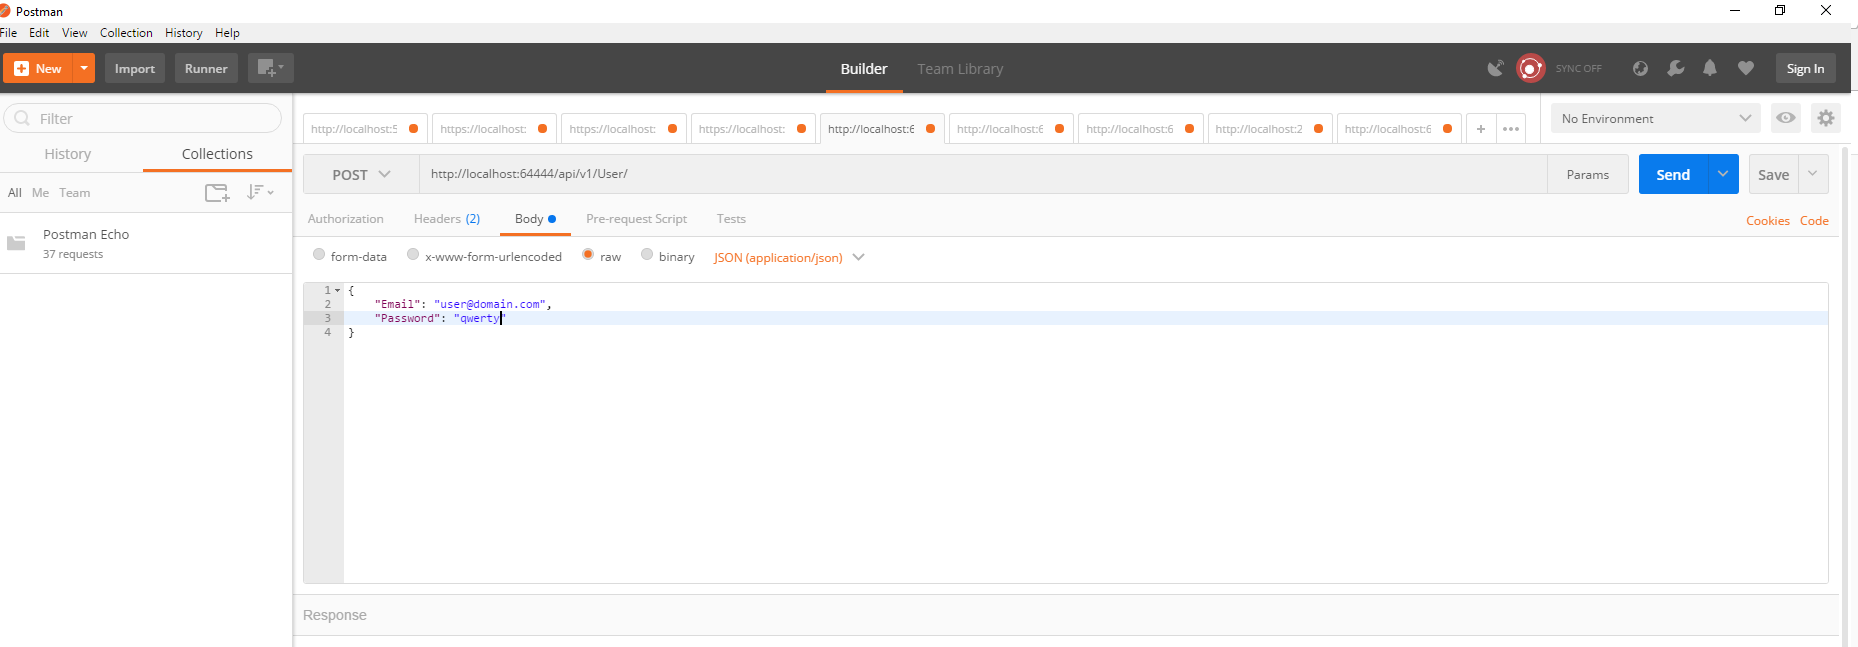 Postman
File Edit View Collection History Help
New Import Runner Builder Team Library SYNC OFF Sign In
Filter
History Collections
All Me Team
Postman Echo
37 requests
http://localhost:5 https://localhost: https://localhost: https://localhost: http://localhost:6 http://localhost:6 http://localhost:6 http://localhost:2 http://localhost:6 + ••• No Environment
POST http://localhost:64444/api/v1/User/ Params Send Save
Authorization Headers (2) Body Pre-request Script Tests Cookies Code
form-data x-www-form-urlencoded raw binary JSON (application/json)
1 {
2 "Email": "user@domain.com",
3 "Password": "qwerty"
4 }
Response